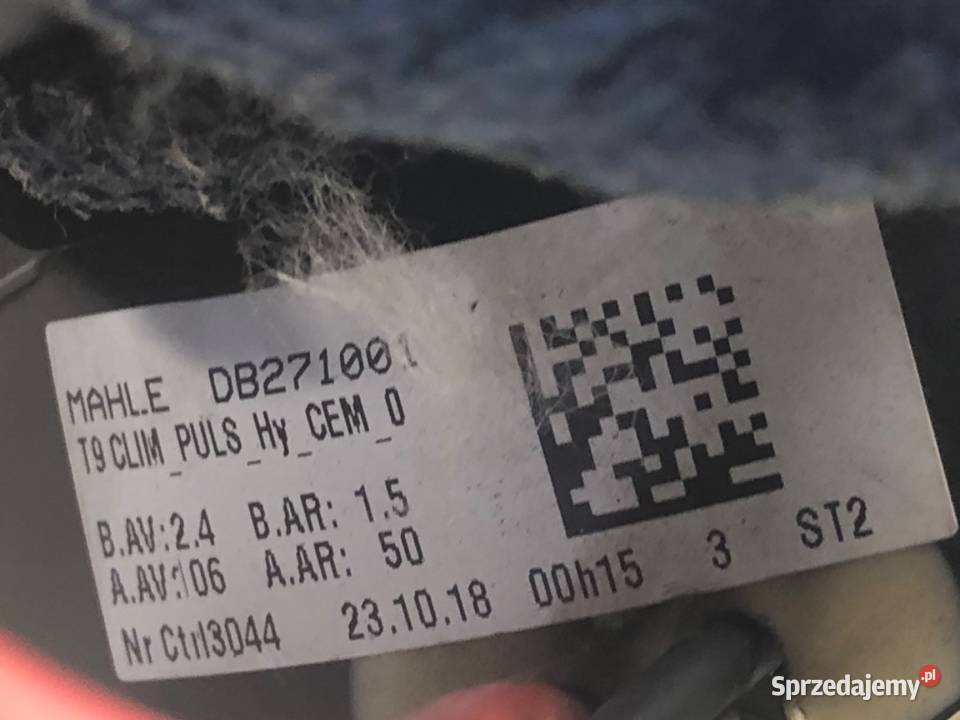 MAHLE DB271001
T9 CLIM_PULS_Hy_CEM_0
B.AV:2.4 B.AR: 1.5
A.AV:106 A.AR: 50
Nr Ctrl3044 23.10.18 00h15 3 ST2
Sprzedajemy.pl